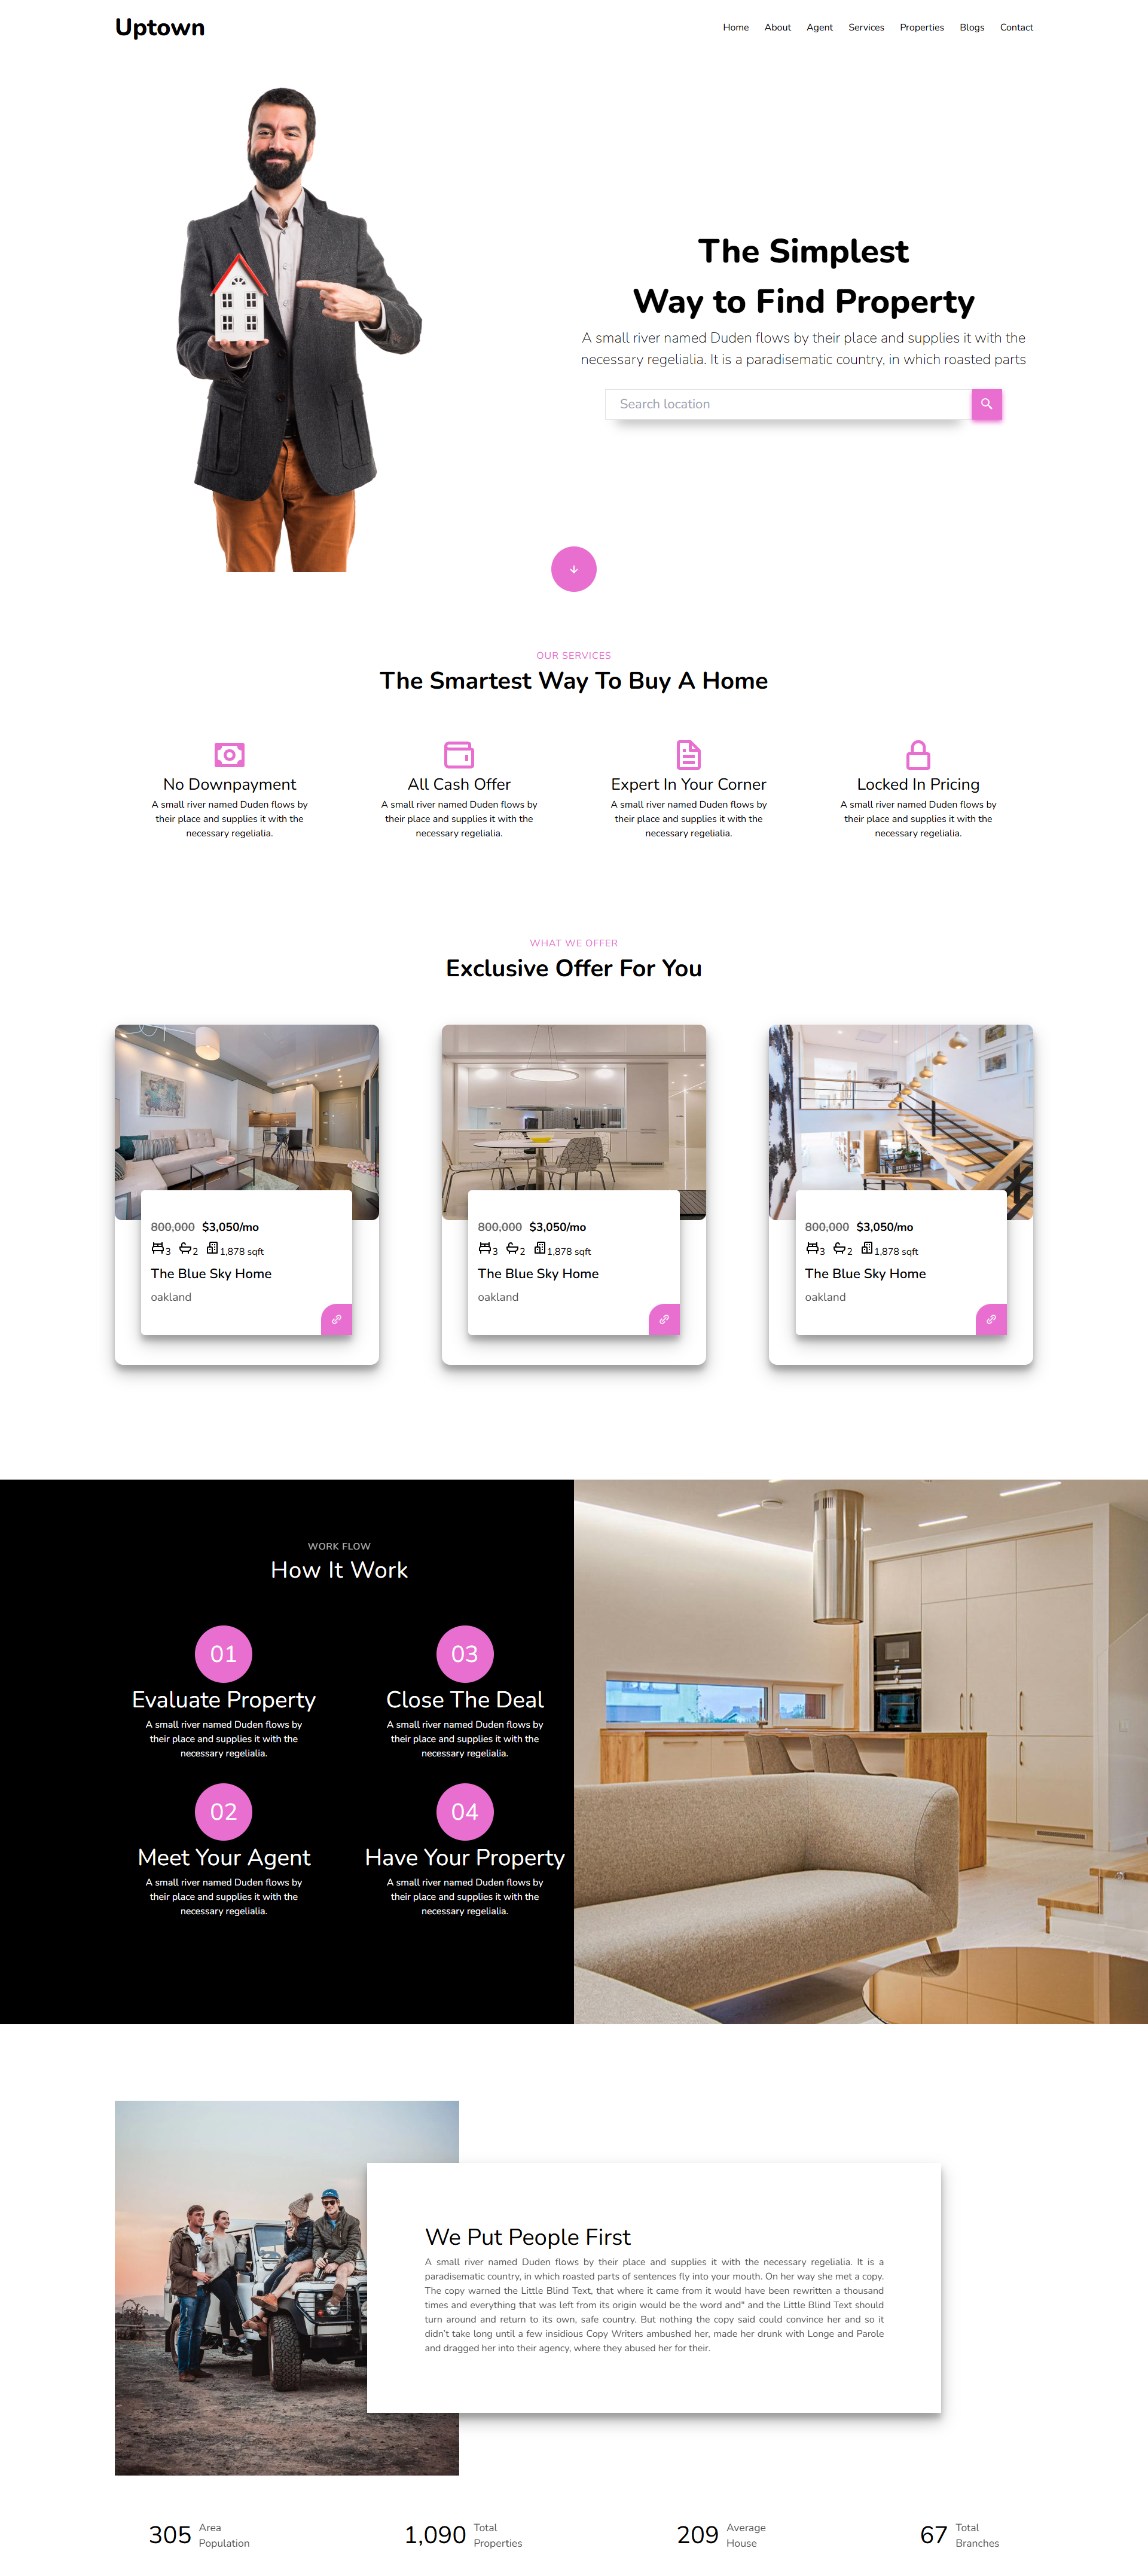 Uptown
Home About Agent Services Properties Blogs Contact
The Simplest
Way to Find Property
A small river named Duden flows by their place and supplies it with the
necessary regelialia. It is a paradisematic country, in which roasted parts
Search location
OUR SERVICES
The Smartest Way To Buy A Home
No Downpayment
A small river named Duden flows by
their place and supplies it with the
necessary regelialia.
All Cash Offer
A small river named Duden flows by
their place and supplies it with the
necessary regelialia.
Expert In Your Corner
A small river named Duden flows by
their place and supplies it with the
necessary regelialia.
Locked In Pricing
A small river named Duden flows by
their place and supplies it with the
necessary regelialia.
WHAT WE OFFER
Exclusive Offer For You
800,000 $3,050/mo
3 2 1,878 sqft
The Blue Sky Home
oakland
800,000 $3,050/mo
3 2 1,878 sqft
The Blue Sky Home
oakland
800,000 $3,050/mo
3 2 1,878 sqft
The Blue Sky Home
oakland
WORK FLOW
How It Work
01
Evaluate Property
A small river named Duden flows by
their place and supplies it with the
necessary regelialia.
03
Close The Deal
A small river named Duden flows by
their place and supplies it with the
necessary regelialia.
02
Meet Your Agent
A small river named Duden flows by
their place and supplies it with the
necessary regelialia.
04
Have Your Property
A small river named Duden flows by
their place and supplies it with the
necessary regelialia.
We Put People First
A small river named Duden flows by their place and supplies it with the necessary regelialia. It is a
paradisematic country, in which roasted parts of sentences fly into your mouth. On her way she met a copy.
The copy warned the Little Blind Text, that where it came from it would have been rewritten a thousand
times and everything that was left from its origin would be the word and" and the Little Blind Text should
turn around and return to its own, safe country. But nothing the copy said could convince her and so it
didn't take long until a few insidious Copy Writers ambushed her, made her drunk with Longe and Parole
and dragged her into their agency, where they abused her for their.
305 Area
Population
1,090 Total
Properties
209 Average
House
67 Total
Branches